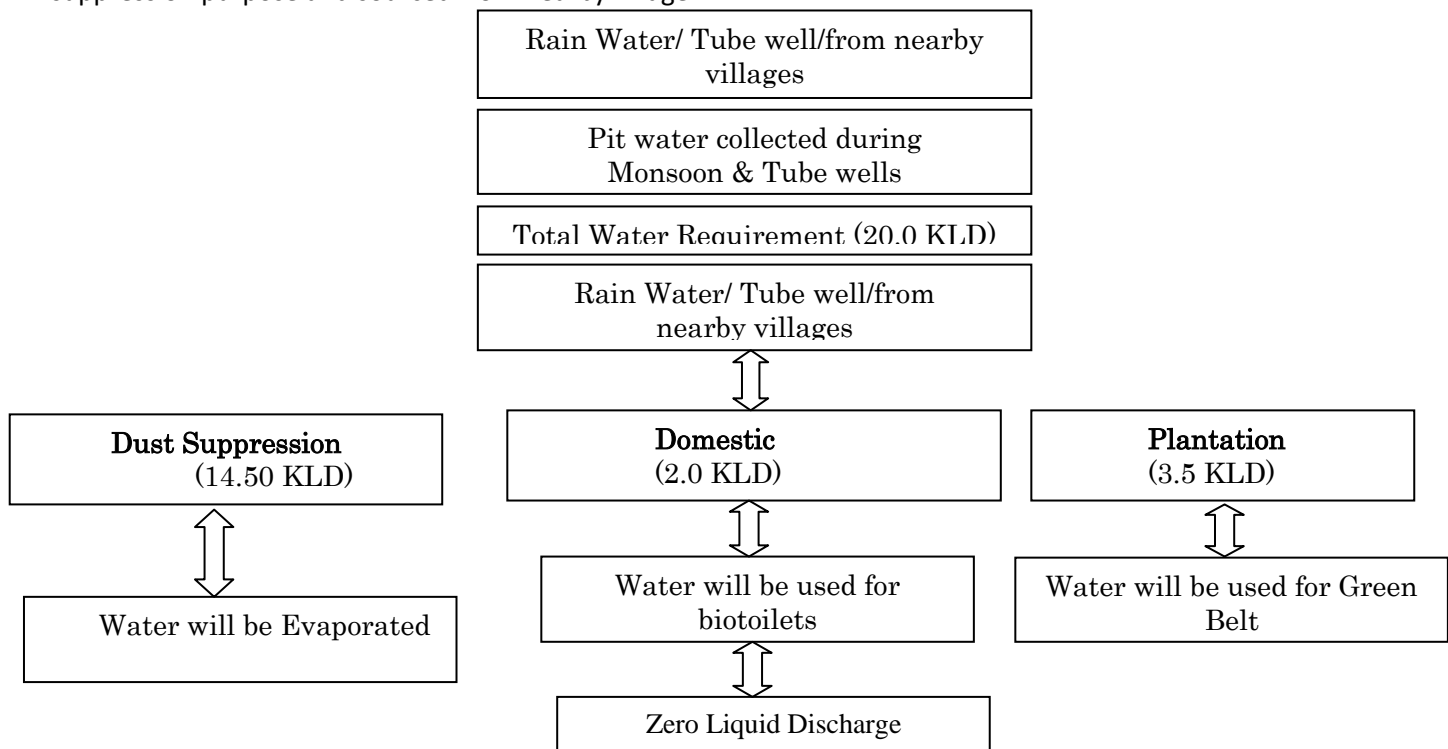 Rain Water/ Tube well/from nearby
villages
Pit water collected during
Monsoon & Tube wells
Total Water Requirement (20.0 KLD)
Rain Water/ Tube well/from
nearby villages
Dust Suppression
(14.50 KLD)
Domestic
(2.0 KLD)
Plantation
(3.5 KLD)
Water will be Evaporated
Water will be used for
biotoilets
Water will be used for Green
Belt
Zero Liquid Discharge